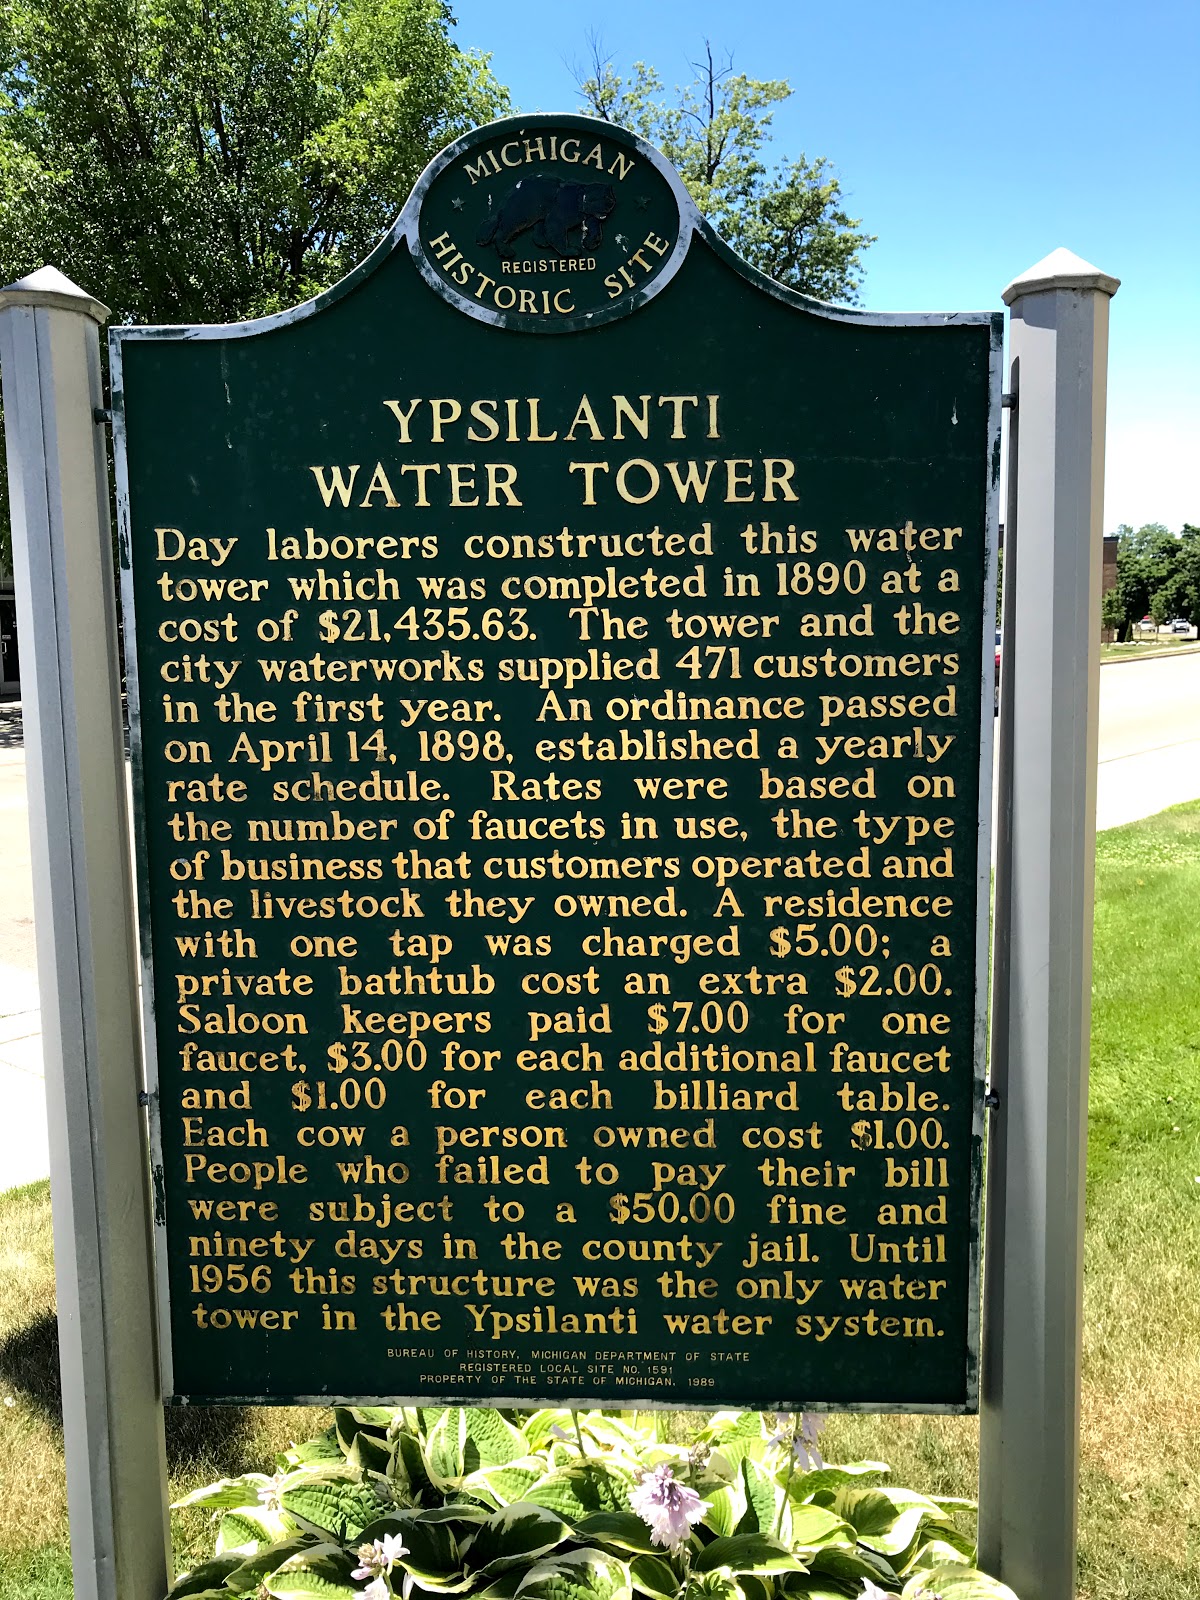 MICHIGAN
REGISTERED
HISTORIC SITE
YPSILANTI
WATER TOWER
Day laborers constructed this water
tower which was completed in 1890 at a
cost of $21,435.63. The tower and the
city waterworks supplied 471 customers
in the first year. An ordinance passed
on April 14, 1898, established a yearly
rate schedule. Rates were based on
the number of faucets in use, the type
of business that customers operated and
the livestock they owned. A residence
with one tap was charged $5.00; a
private bathtub cost an extra $2.00.
Saloon keepers paid $7.00 for one
faucet, $3.00 for each additional faucet
and $1.00 for each billiard table.
Each cow a person owned cost $1.00.
People who failed to pay their bill
were subject to a $50.00 fine and
ninety days in the county jail. Until
1956 this structure was the only water
tower in the Ypsilanti water system.
BUREAU OF HISTORY, MICHIGAN DEPARTMENT OF STATE
REGISTERED LOCAL SITE NO. 1591
PROPERTY OF THE STATE OF MICHIGAN, 1989